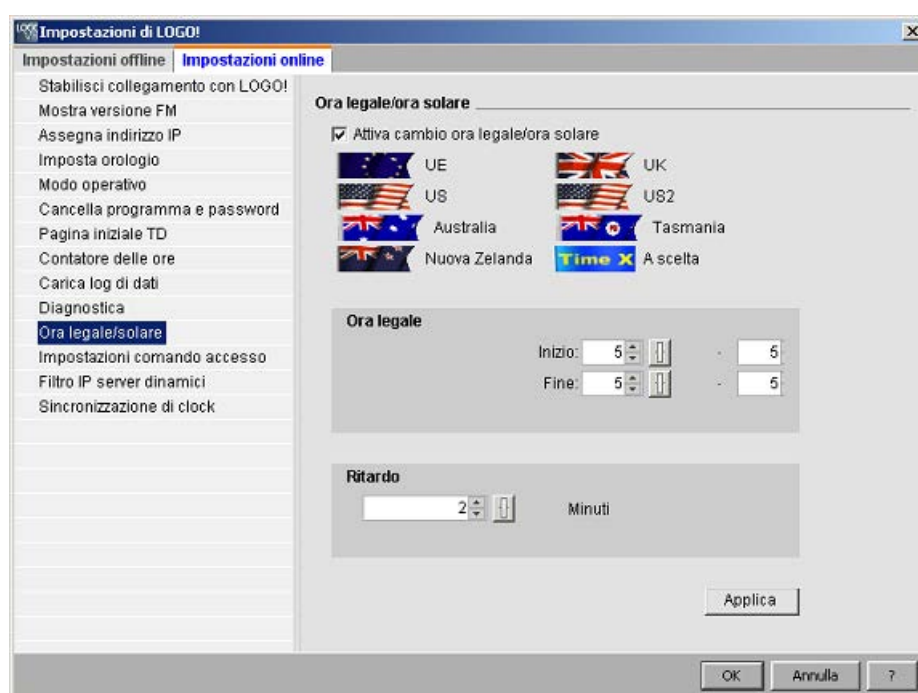 Impostazioni di LOGO!
Impostazioni offline Impostazioni online
Stabilisci collegamento con LOGO!
Mostra versione FM
Assegna indirizzo IP
Imposta orologio
Modo operativo
Cancella programma e password
Pagina iniziale TD
Contatore delle ore
Carica log di dati
Diagnostica
Ora legale/solare
Impostazioni comando accesso
Filtro IP server dinamici
Sincronizzazione di clock
Ora legale/ora solare
Attiva cambio ora legale/ora solare
UE UK
US US2
Australia Tasmania
Nuova Zelanda Time X A scelta
Ora legale
Inizio: 5 - 5
Fine: 5 - 5
Ritardo
2 Minuti
Applica
OK Annulla ?